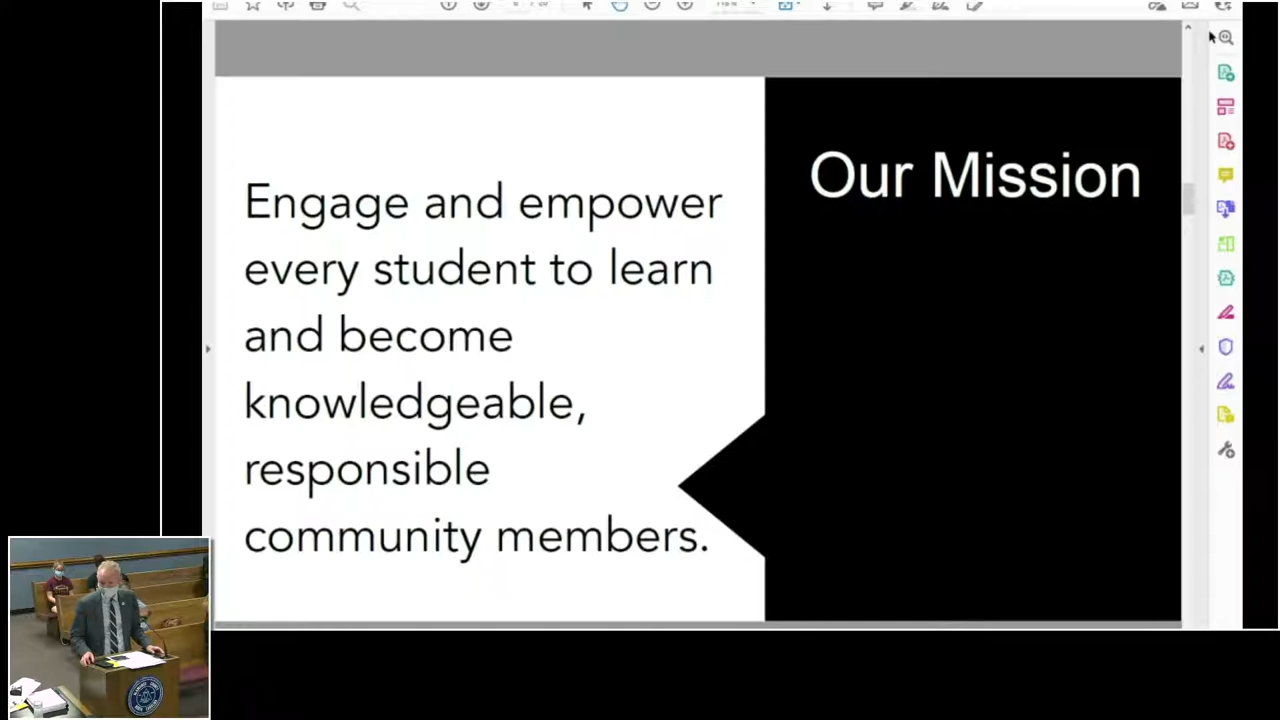 Our Mission
Engage and empower
every student to learn
and become
knowledgeable,
responsible
community members.